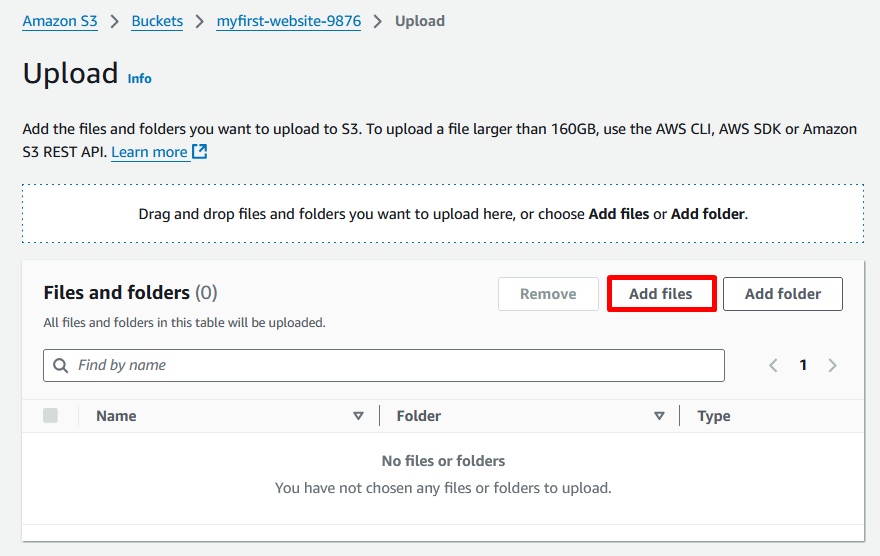 Amazon S3 > Buckets > myfirst-website-9876 > Upload
Upload Info
Add the files and folders you want to upload to S3. To upload a file larger than 160GB, use the AWS CLI, AWS SDK or Amazon
S3 REST API. Learn more
Drag and drop files and folders you want to upload here, or choose Add files or Add folder.
Files and folders (0) Remove Add files Add folder
All files and folders in this table will be uploaded.
Find by name < 1 >
Name Folder Type
No files or folders
You have not chosen any files or folders to upload.